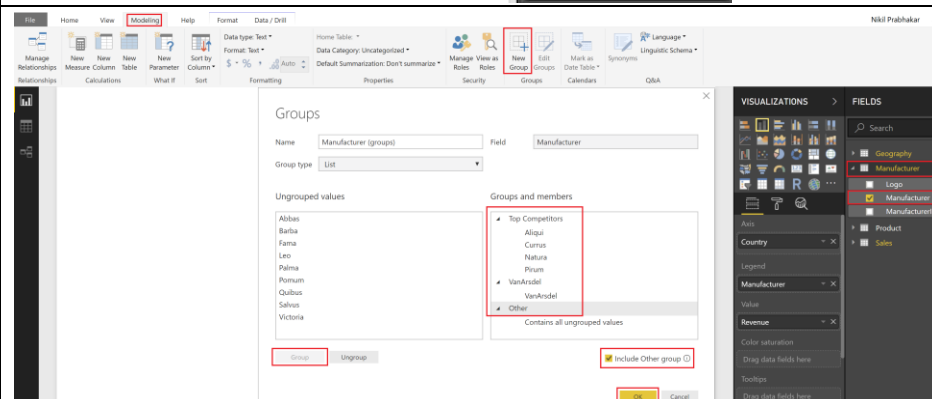 File Home View Modeling Help Format Data / Drill Nikil Prabhakar
Data type: Text Home Table: Language
Format: Text Data Category: Uncategorized Linguistic Schema
$ % , Auto Default Summarization: Don't summarize
Manage Relationships New Measure New Column New Table New Parameter Sort by Column Manage Roles View as Roles New Group Edit Groups Mark as Date Table Synonyms
Relationships Calculations What If Sort Formatting Properties Security Groups Calendars Q&A
Groups
Name Manufacturer (groups) Field Manufacturer
Group type List
Ungrouped values
Abbas
Barba
Fama
Leo
Palma
Pomum
Quibus
Salvus
Victoria
Groups and members
Top Competitors
Aliqui
Currus
Natura
Pirum
VanArsdel
VanArsdel
Other
Contains all ungrouped values
Group Ungroup Include Other group
OK Cancel
VISUALIZATIONS
R
Axis
Country
Legend
Manufacturer
Value
Revenue
Color saturation
Drag data fields here
Tooltips
Drag data fields here
FIELDS
Search
Geography
Manufacturer
Logo
Manufacturer
Product
Sales